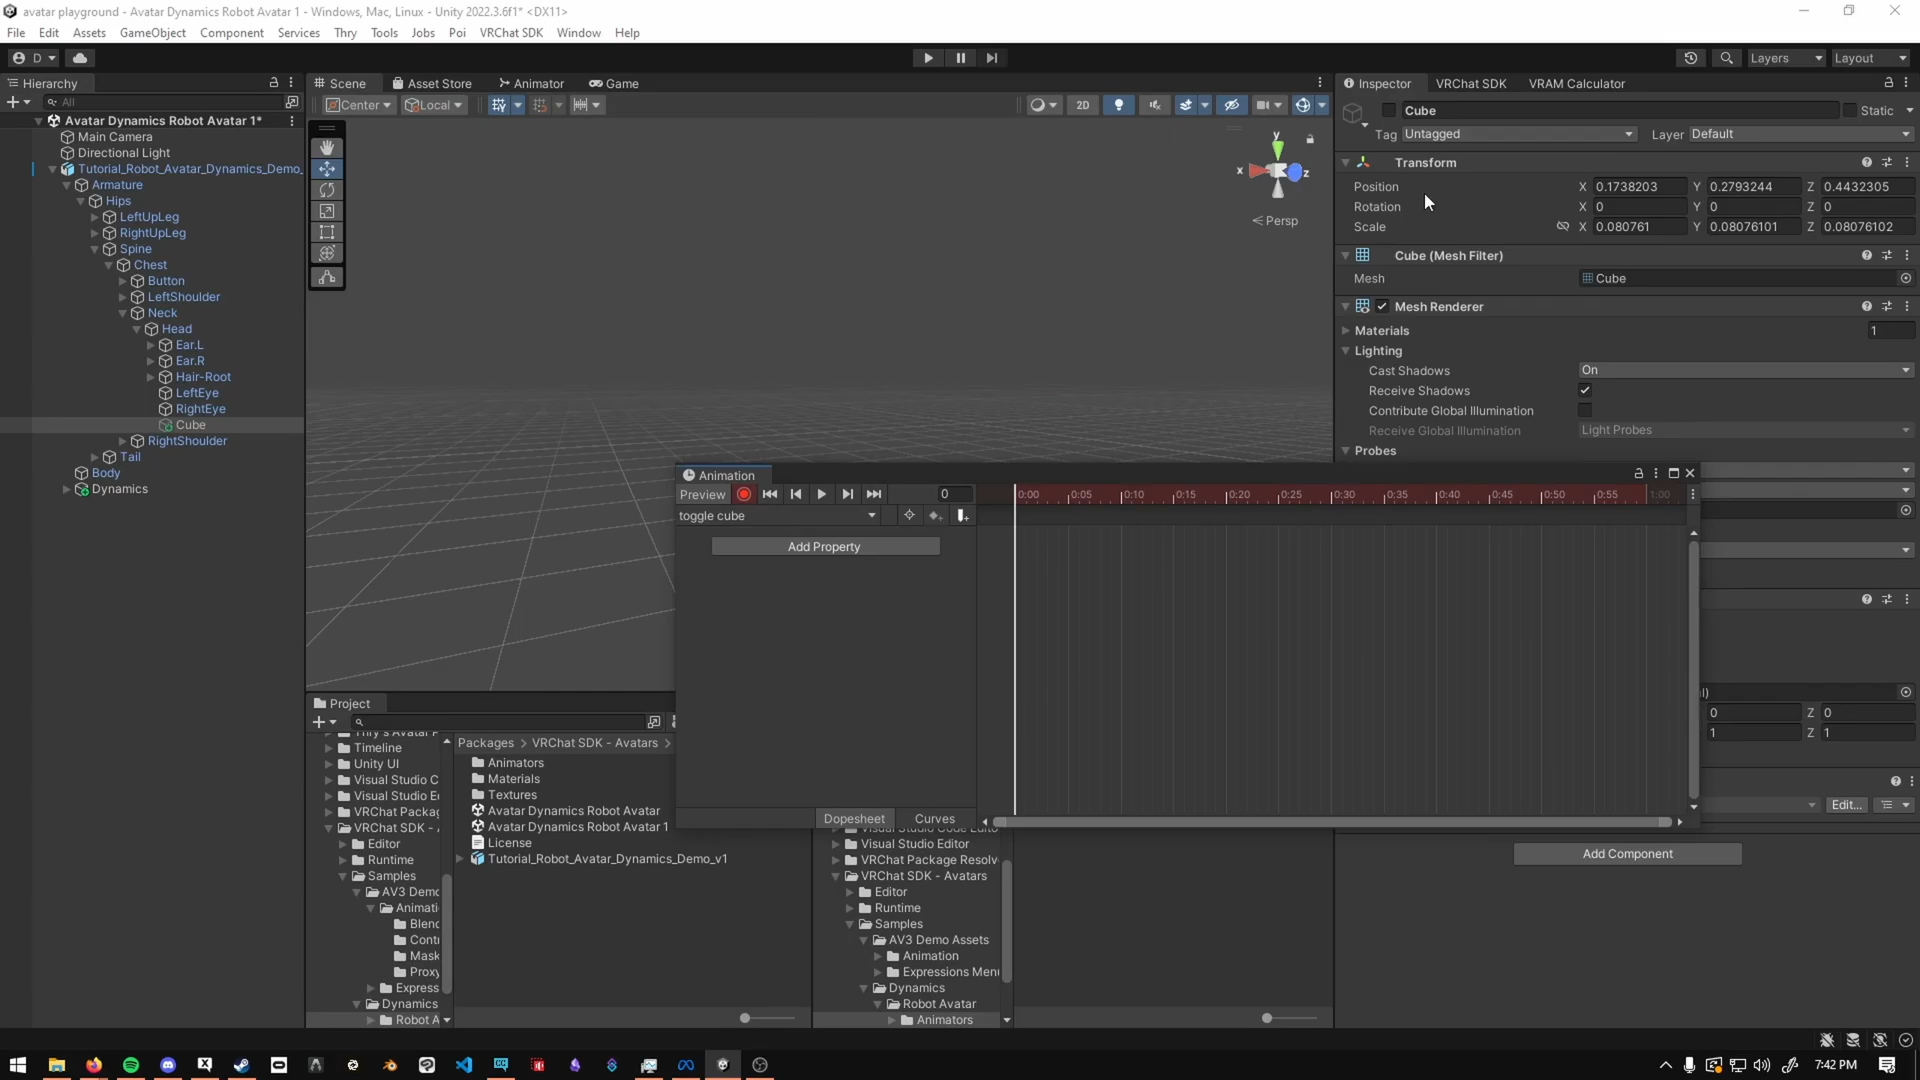 avatar playground - Avatar Dynamics Robot Avatar 1 - Windows, Mac, Linux - Unity 2022.3.6f1* <DX11>
File Edit Assets GameObject Component Services Thry Tools Jobs Poi VRChat SDK Window Help
D Layers Layout
Hierarchy Scene Asset Store Animator Game Inspector VRChat SDK VRAM Calculator
All Center Local 2D
Cube Static
Tag Untagged Layer Default
Avatar Dynamics Robot Avatar 1*
Main Camera
Directional Light
Tutorial_Robot_Avatar_Dynamics_Demo_
Armature
Hips
LeftUpLeg
RightUpLeg
Spine
Chest
Button
LeftShoulder
Neck
Head
Ear.L
Ear.R
Hair-Root
LeftEye
RightEye
Cube
RightShoulder
Tail
Body
Dynamics
y
x z
Persp
Transform
Position X 0.1738203 Y 0.2793244 Z 0.4432305
Rotation X 0 Y 0 Z 0
Scale X 0.080761 Y 0.08076101 Z 0.08076102
Cube (Mesh Filter)
Mesh Cube
Mesh Renderer
Materials 1
Lighting
Cast Shadows On
Receive Shadows
Contribute Global Illumination
Receive Global Illumination Light Probes
Probes
Animation
Preview 0 0:00 0:05 0:10 0:15 0:20 0:25 0:30 0:35 0:40 0:45 0:50 0:55 1:00
toggle cube
Add Property
Dopesheet Curves
0 Z 0
1 Z 1
Edit...
Add Component
Project
Timeline
Unity UI
Visual Studio C
Visual Studio E
VRChat Packa
VRChat SDK -
Editor
Runtime
Samples
AV3 Demo
Animati
Blend
Cont
Mask
Proxy
Express
Dynamics
Robot A
Packages > VRChat SDK - Avatars >
Animators
Materials
Textures
Avatar Dynamics Robot Avatar
Avatar Dynamics Robot Avatar 1
License
Tutorial_Robot_Avatar_Dynamics_Demo_v1
Visual Studio Editor
VRChat Package Resolv
VRChat SDK - Avatars
Editor
Runtime
Samples
AV3 Demo Assets
Animation
Expressions Menu
Dynamics
Robot Avatar
Animators
7:42 PM